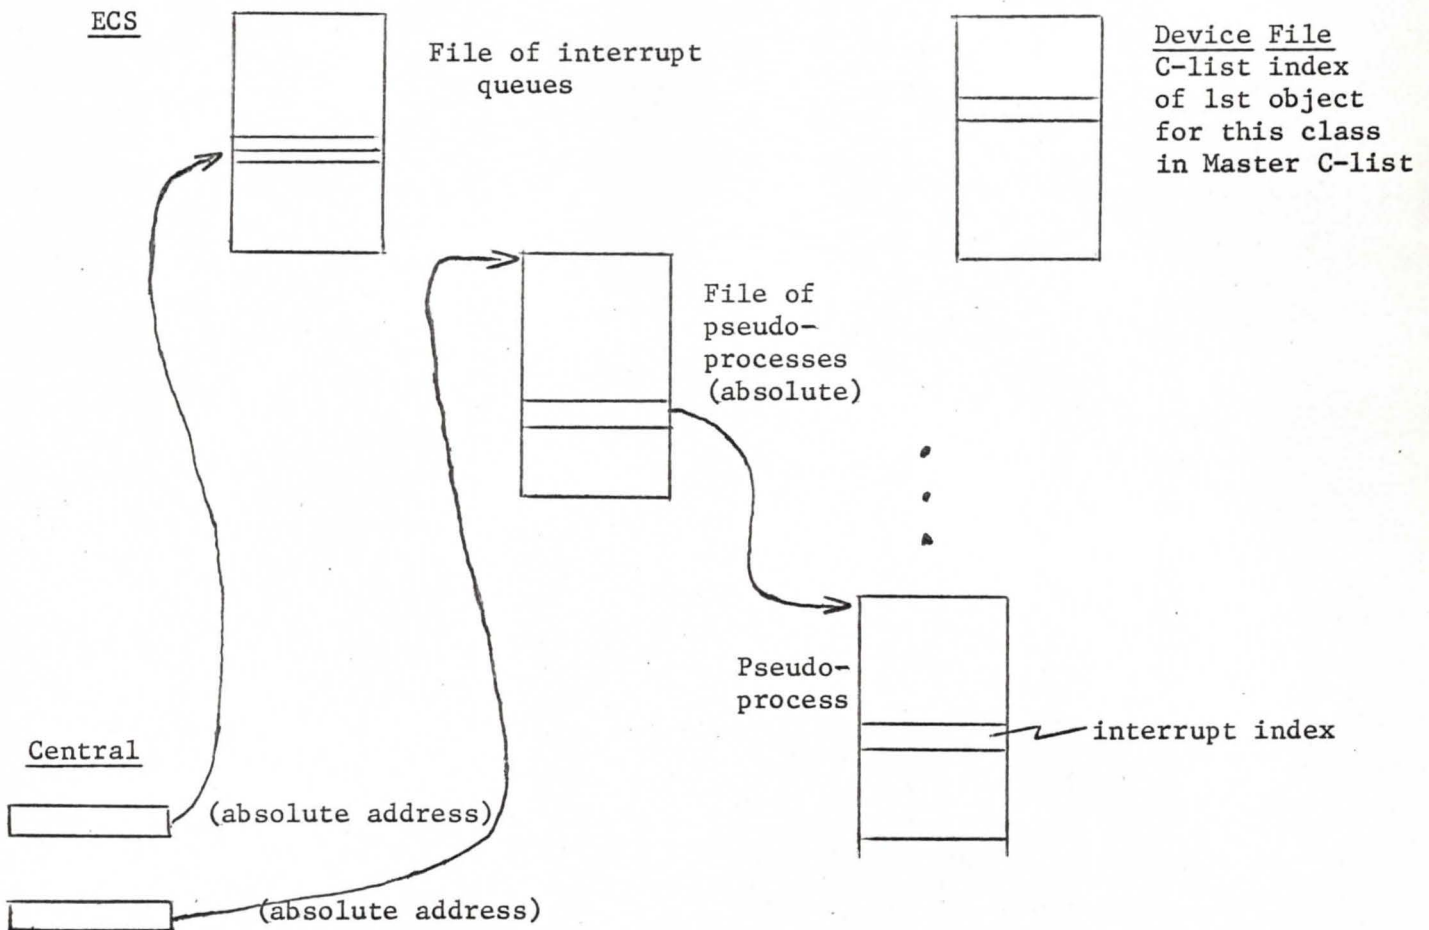 ECS
File of interrupt
queues
Device File
C-list index
of 1st object
for this class
in Master C-list
File of
pseudo-
processes
(absolute)
Pseudo-
process
interrupt index
Central
(absolute address)
(absolute address)